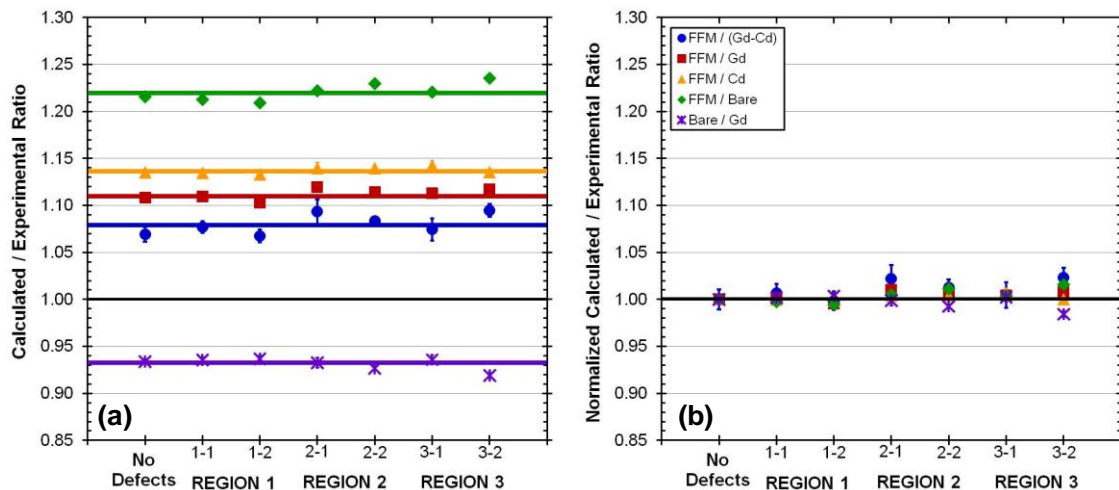 Calculated / Experimental Ratio
1.30
1.25
1.20
1.15
1.10
1.05
1.00
0.95
0.90
0.85
(a)
No
Defects
1-1
1-2
2-1
2-2
3-1
3-2
REGION 1
REGION 2
REGION 3
Normalized Calculated / Experimental Ratio
1.30
1.25
1.20
1.15
1.10
1.05
1.00
0.95
0.90
0.85
FFM / (Gd-Cd)
FFM / Gd
FFM / Cd
FFM / Bare
Bare / Gd
(b)
No
Defects
1-1
1-2
2-1
2-2
3-1
3-2
REGION 1
REGION 2
REGION 3